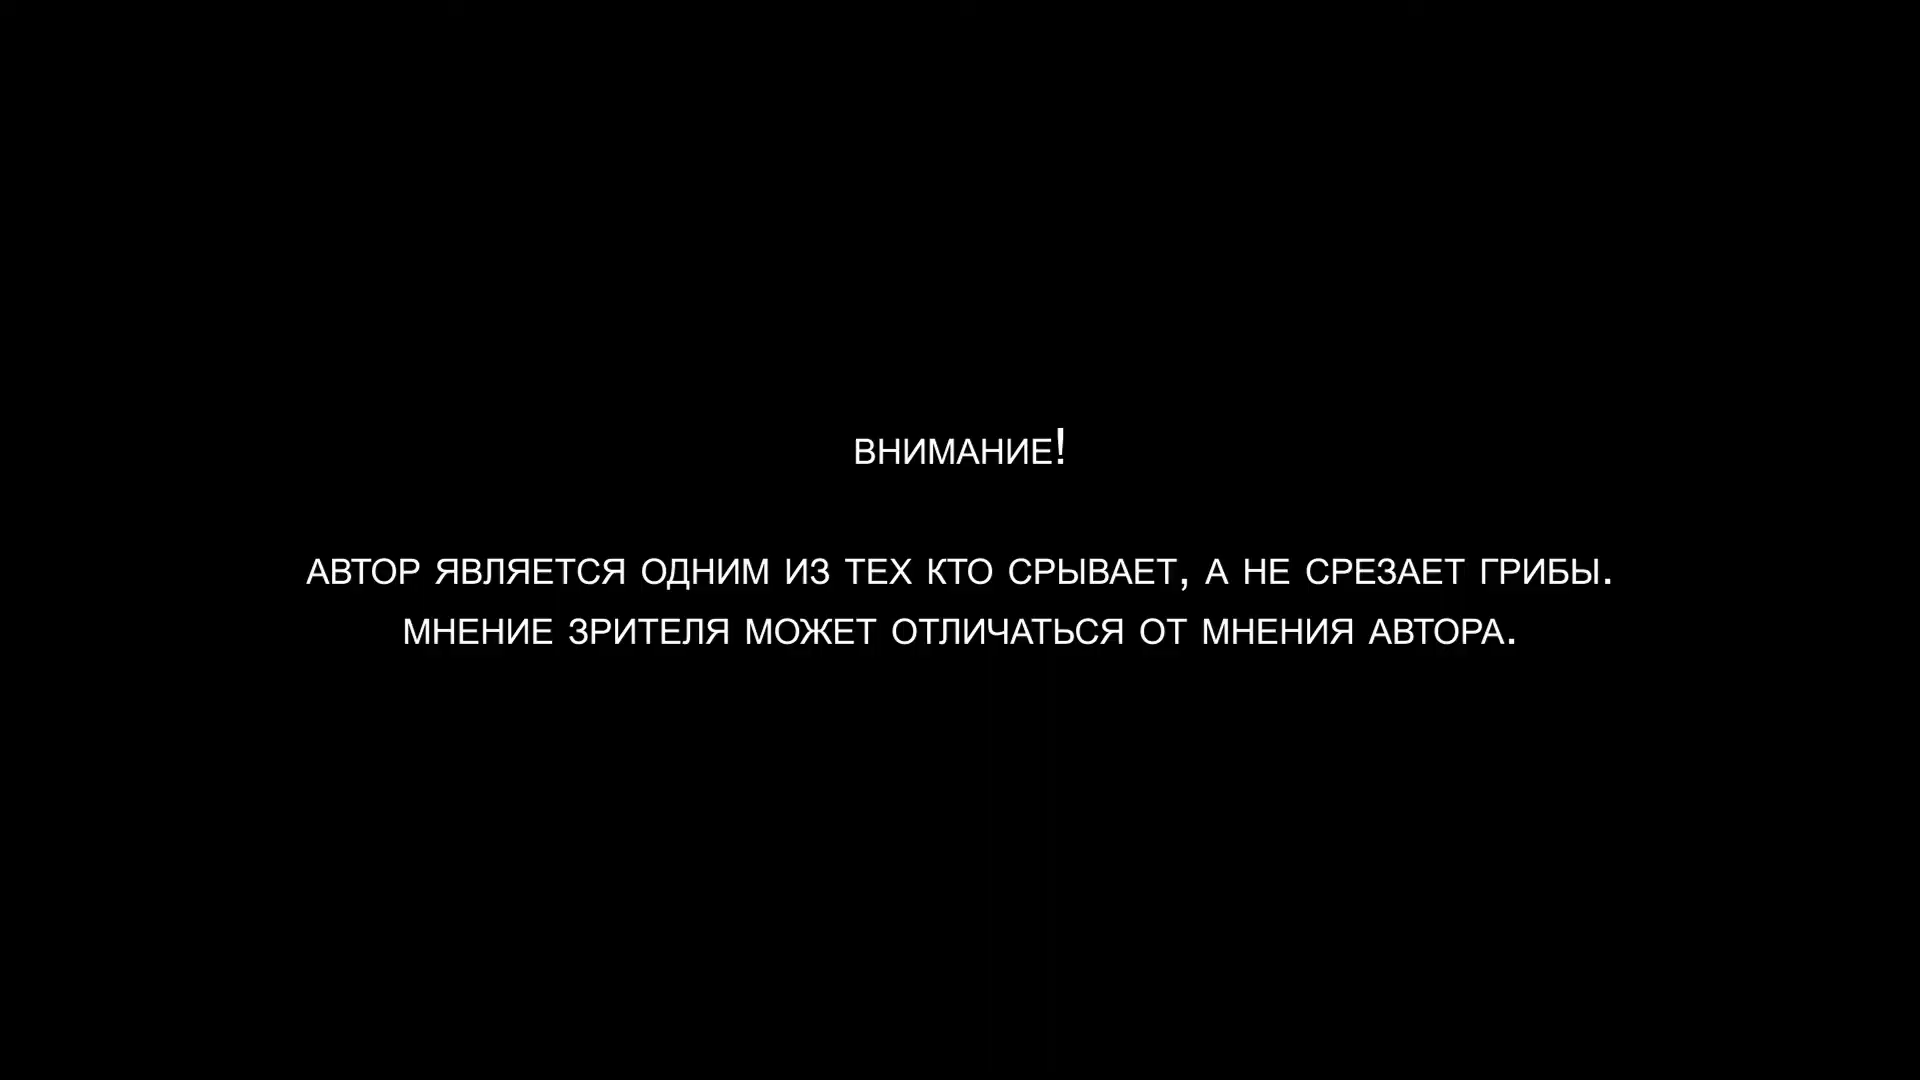 ВНИМАНИЕ!
АВТОР ЯВЛЯЕТСЯ ОДНИМ ИЗ ТЕХ КТО СРЫВАЕТ, А НЕ СРЕЗАЕТ ГРИБЫ.
МНЕНИЕ ЗРИТЕЛЯ МОЖЕТ ОТЛИЧАТЬСЯ ОТ МНЕНИЯ АВТОРА.